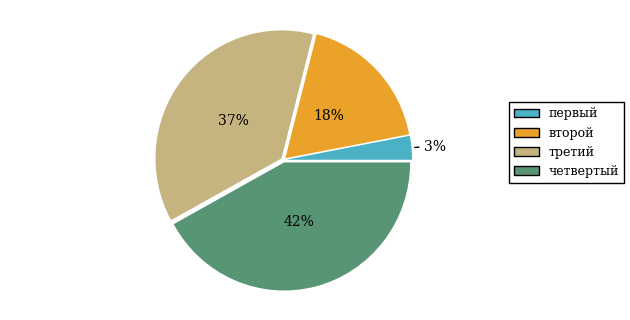 37%
18%
3%
42%
первый
второй
третий
четвертый